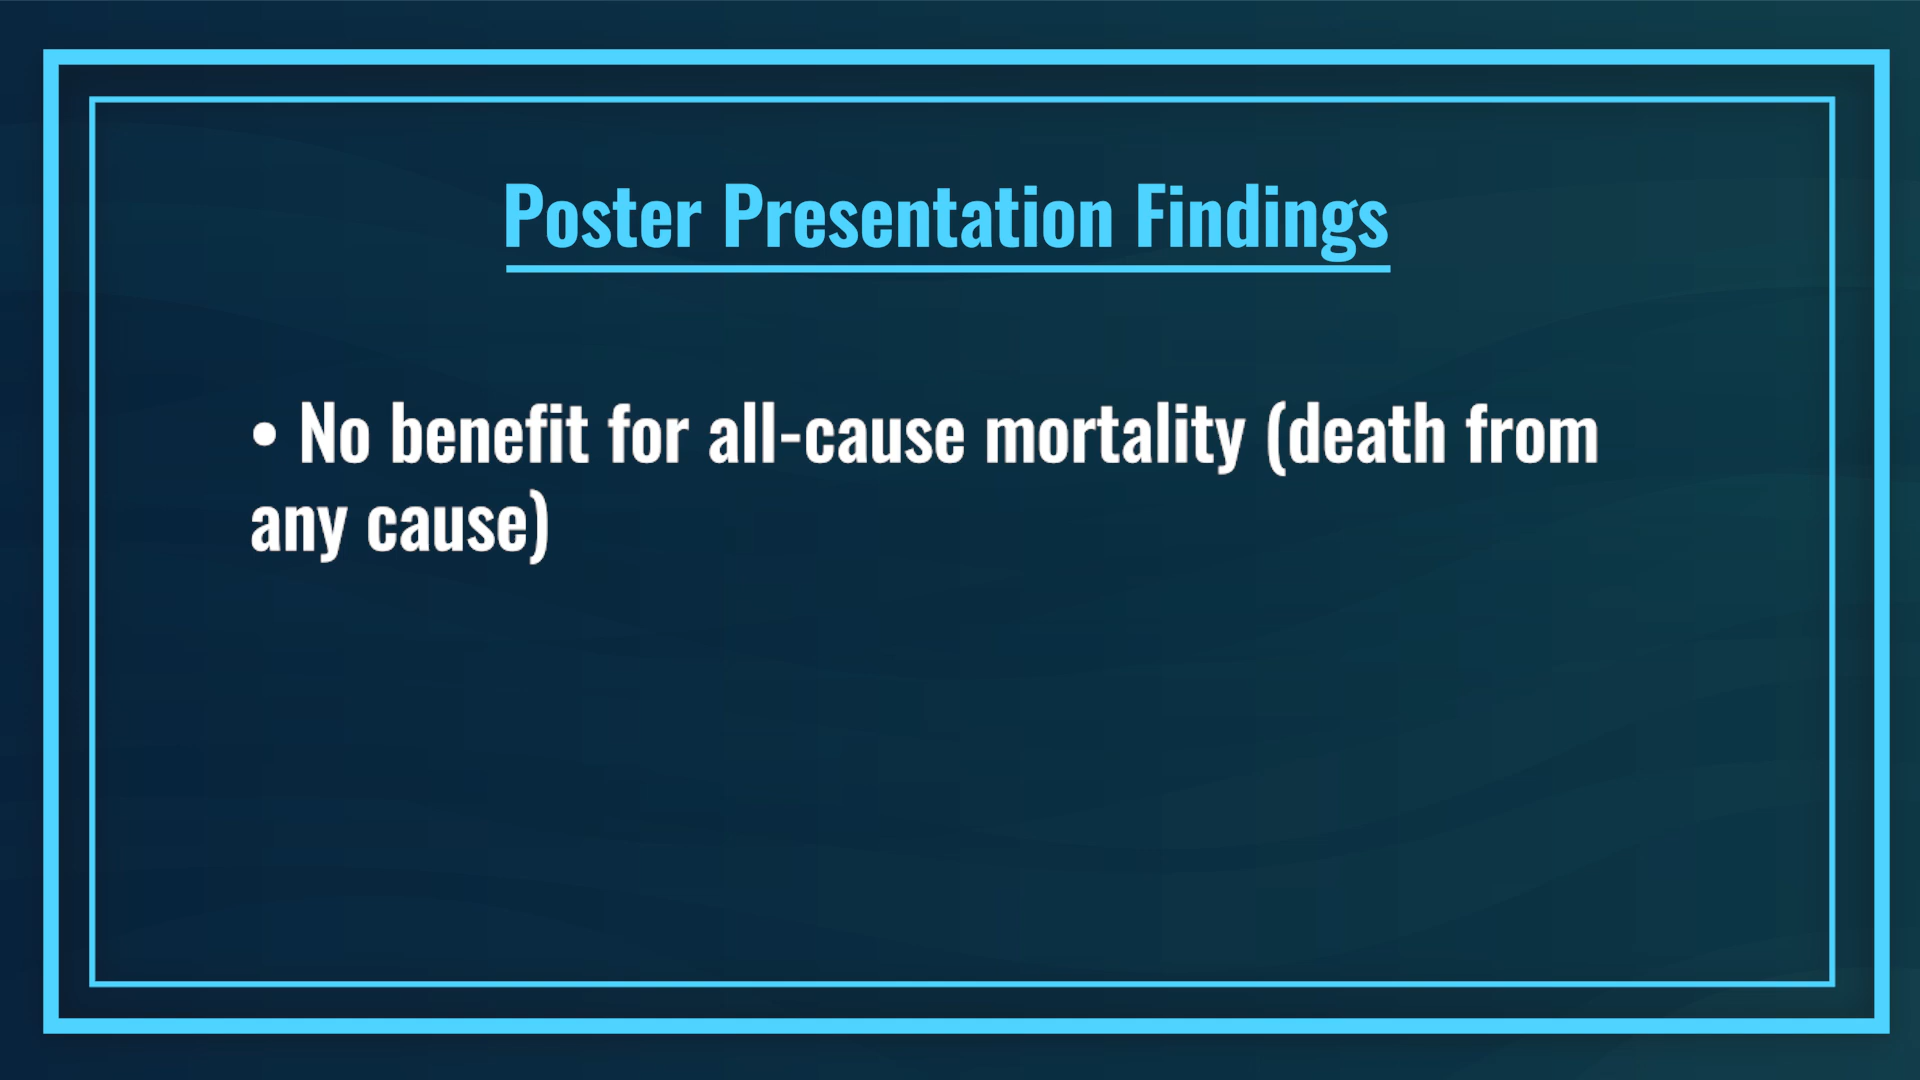 Poster Presentation Findings
• No benefit for all-cause mortality (death from
any cause)